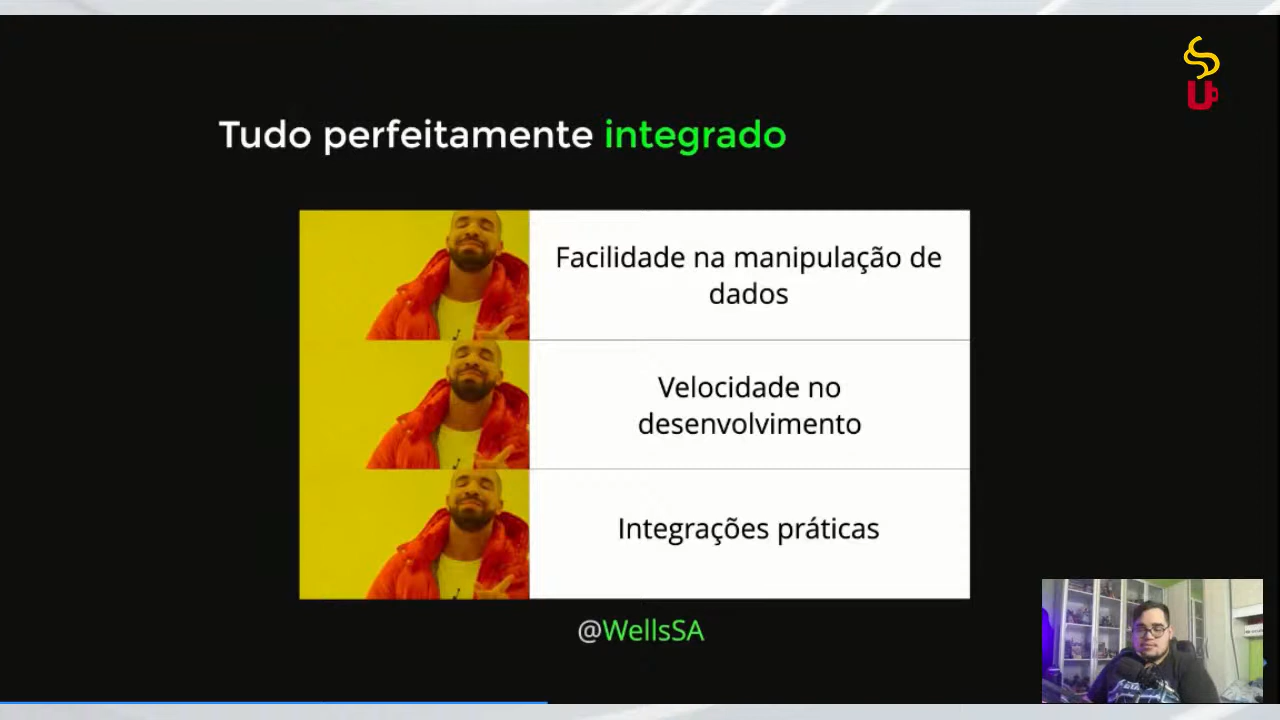 Tudo perfeitamente integrado
Facilidade na manipulação de
dados
Velocidade no
desenvolvimento
Integrações práticas
@WellsSA